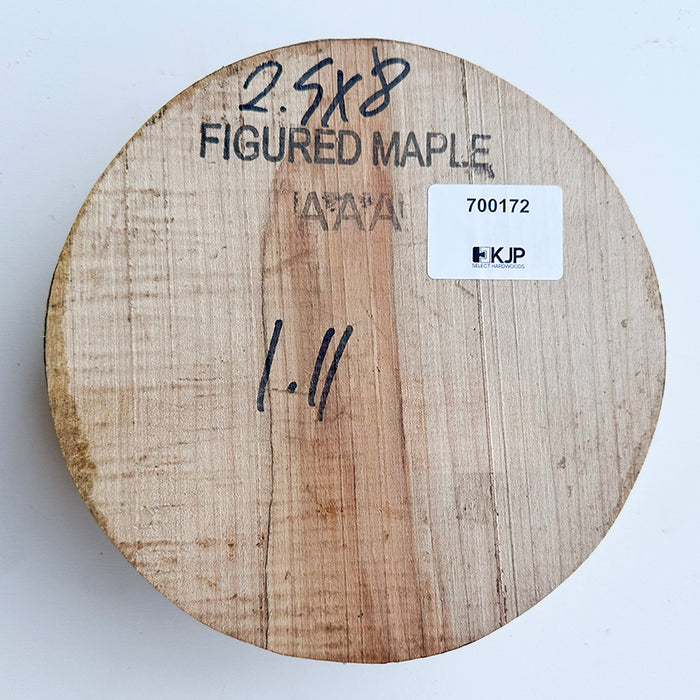 2.5x8
FIGURED MAPLE
AAA
700172
KJP
SELECT HARDWOODS
1.11